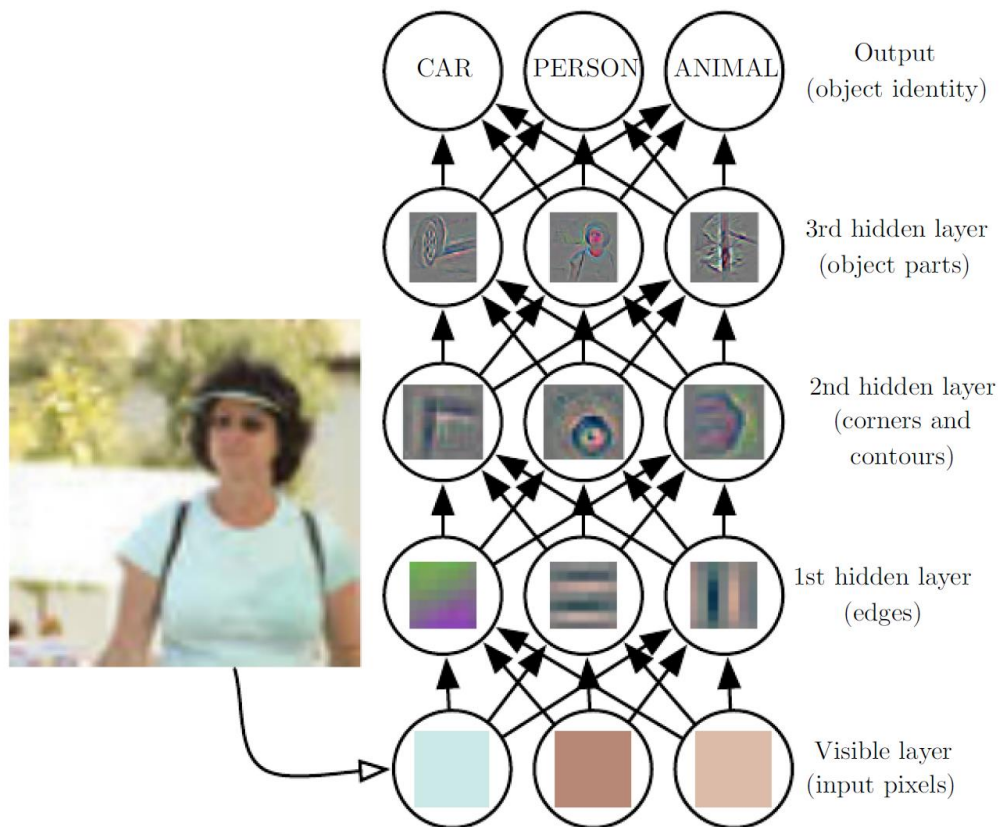 CAR
PERSON
ANIMAL
Output
(object identity)
3rd hidden layer
(object parts)
2nd hidden layer
(corners and
contours)
1st hidden layer
(edges)
Visible layer
(input pixels)